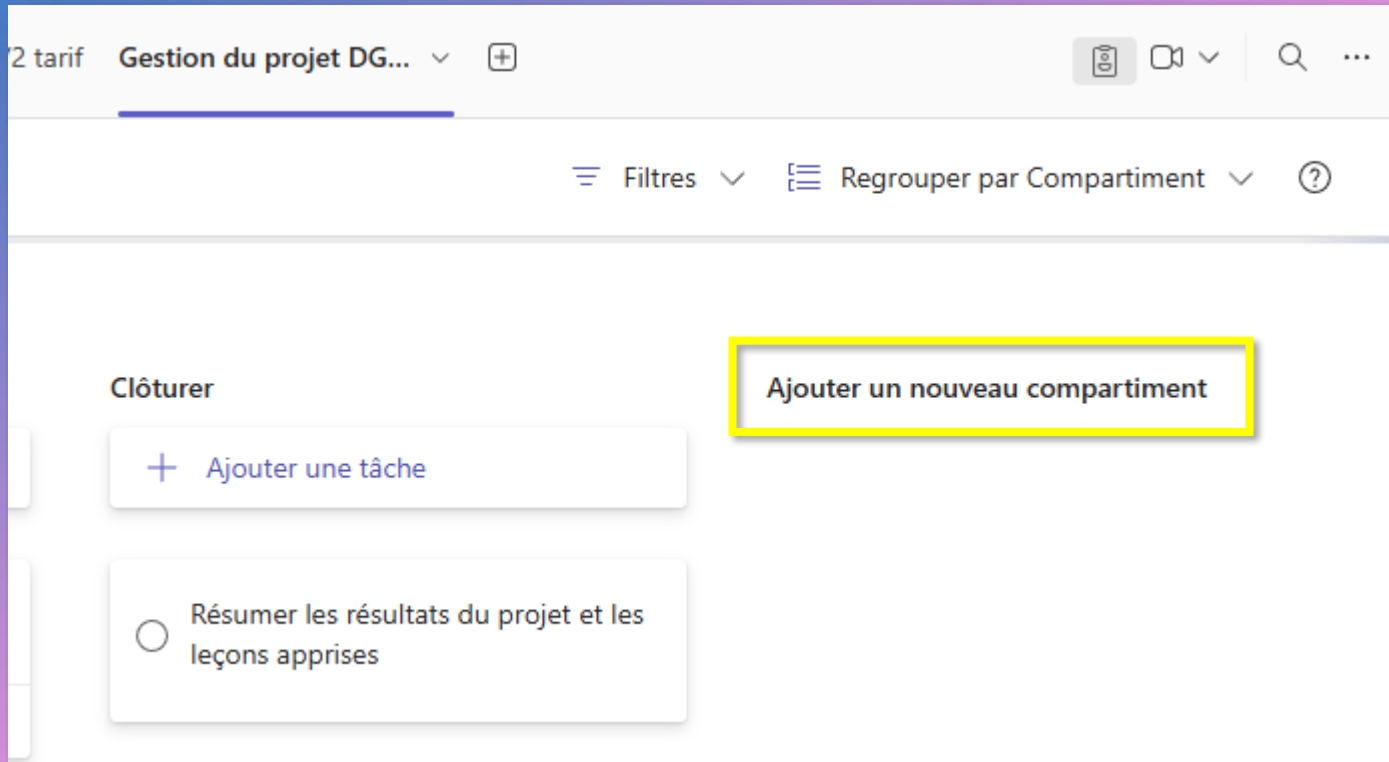 /2 tarif Gestion du projet DG...
Filtres Regrouper par Compartiment
Clôturer
Ajouter un nouveau compartiment
+ Ajouter une tâche
Résumer les résultats du projet et les
leçons apprises